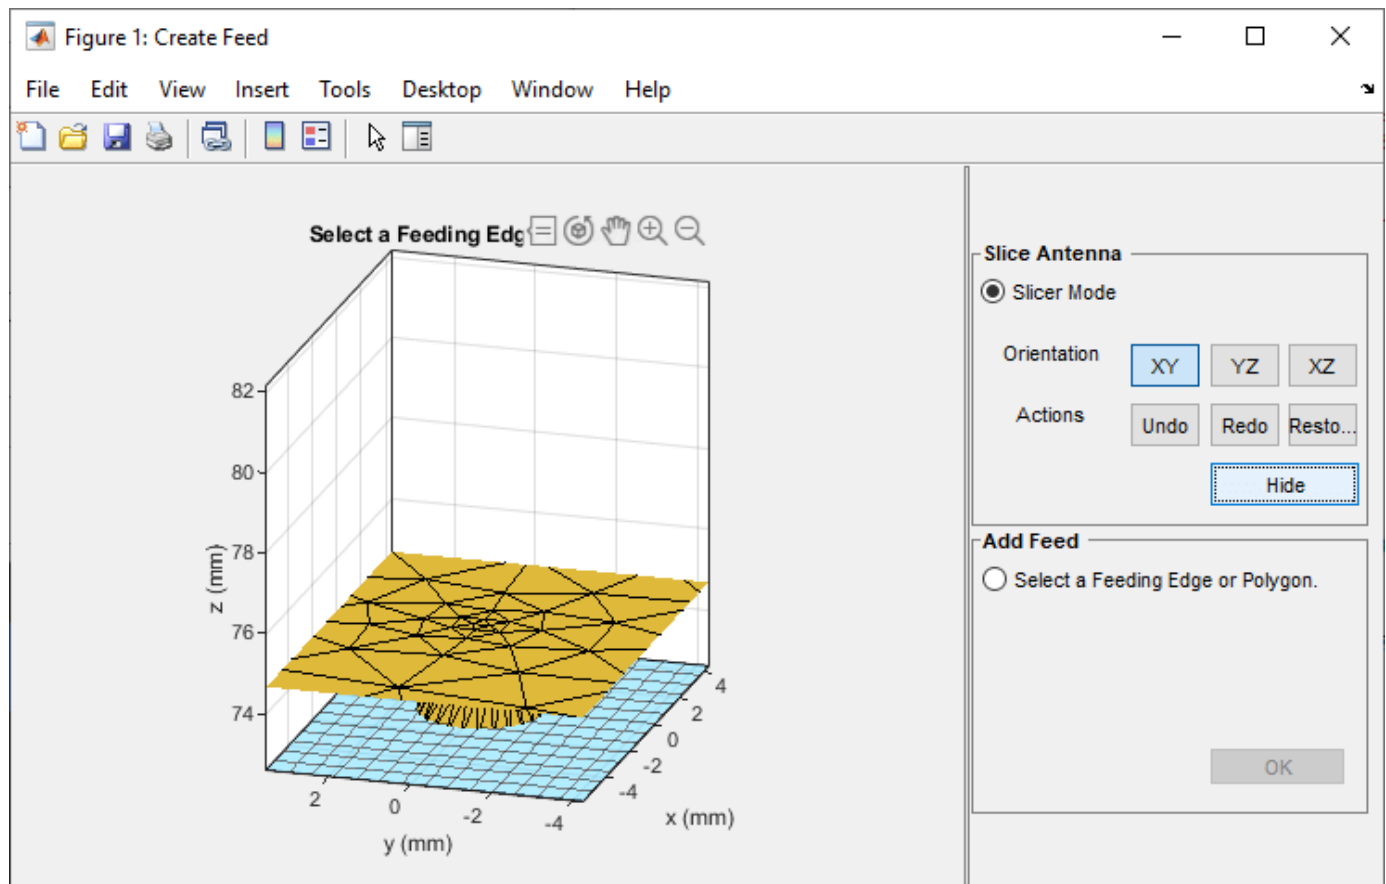 Figure 1: Create Feed
File Edit View Insert Tools Desktop Window Help
Select a Feeding Edg
Slice Antenna
Slicer Mode
Orientation XY YZ XZ
Actions Undo Redo Resto...
Hide
Add Feed
Select a Feeding Edge or Polygon.
OK
82
80
78
76
74
z (mm)
2 0 -2 -4
y (mm)
4
2
0
-2
-4
x (mm)